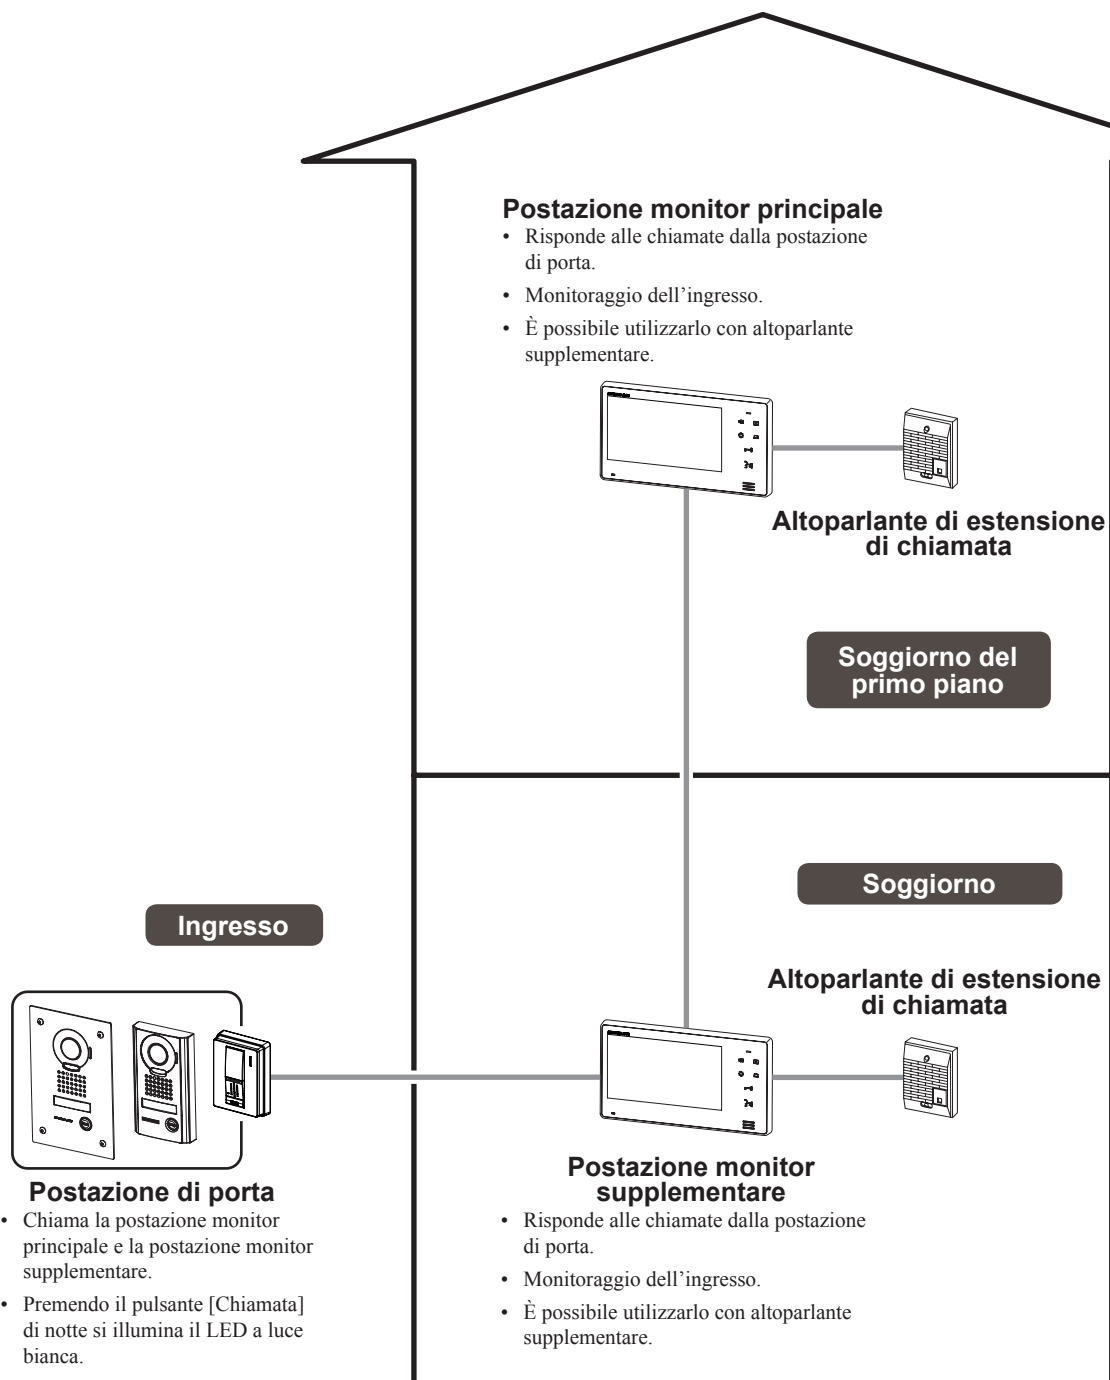 Postazione monitor principale
• Risponde alle chiamate dalla postazione
di porta.
• Monitoraggio dell’ingresso.
• È possibile utilizzarlo con altoparlante
supplementare.
Altoparlante di estensione
di chiamata
Soggiorno del
primo piano
Soggiorno
Ingresso
Altoparlante di estensione
di chiamata
Postazione di porta
• Chiama la postazione monitor
principale e la postazione monitor
supplementare.
• Premendo il pulsante [Chiamata]
di notte si illumina il LED a luce
bianca.
Postazione monitor
supplementare
• Risponde alle chiamate dalla postazione
di porta.
• Monitoraggio dell’ingresso.
• È possibile utilizzarlo con altoparlante
supplementare.